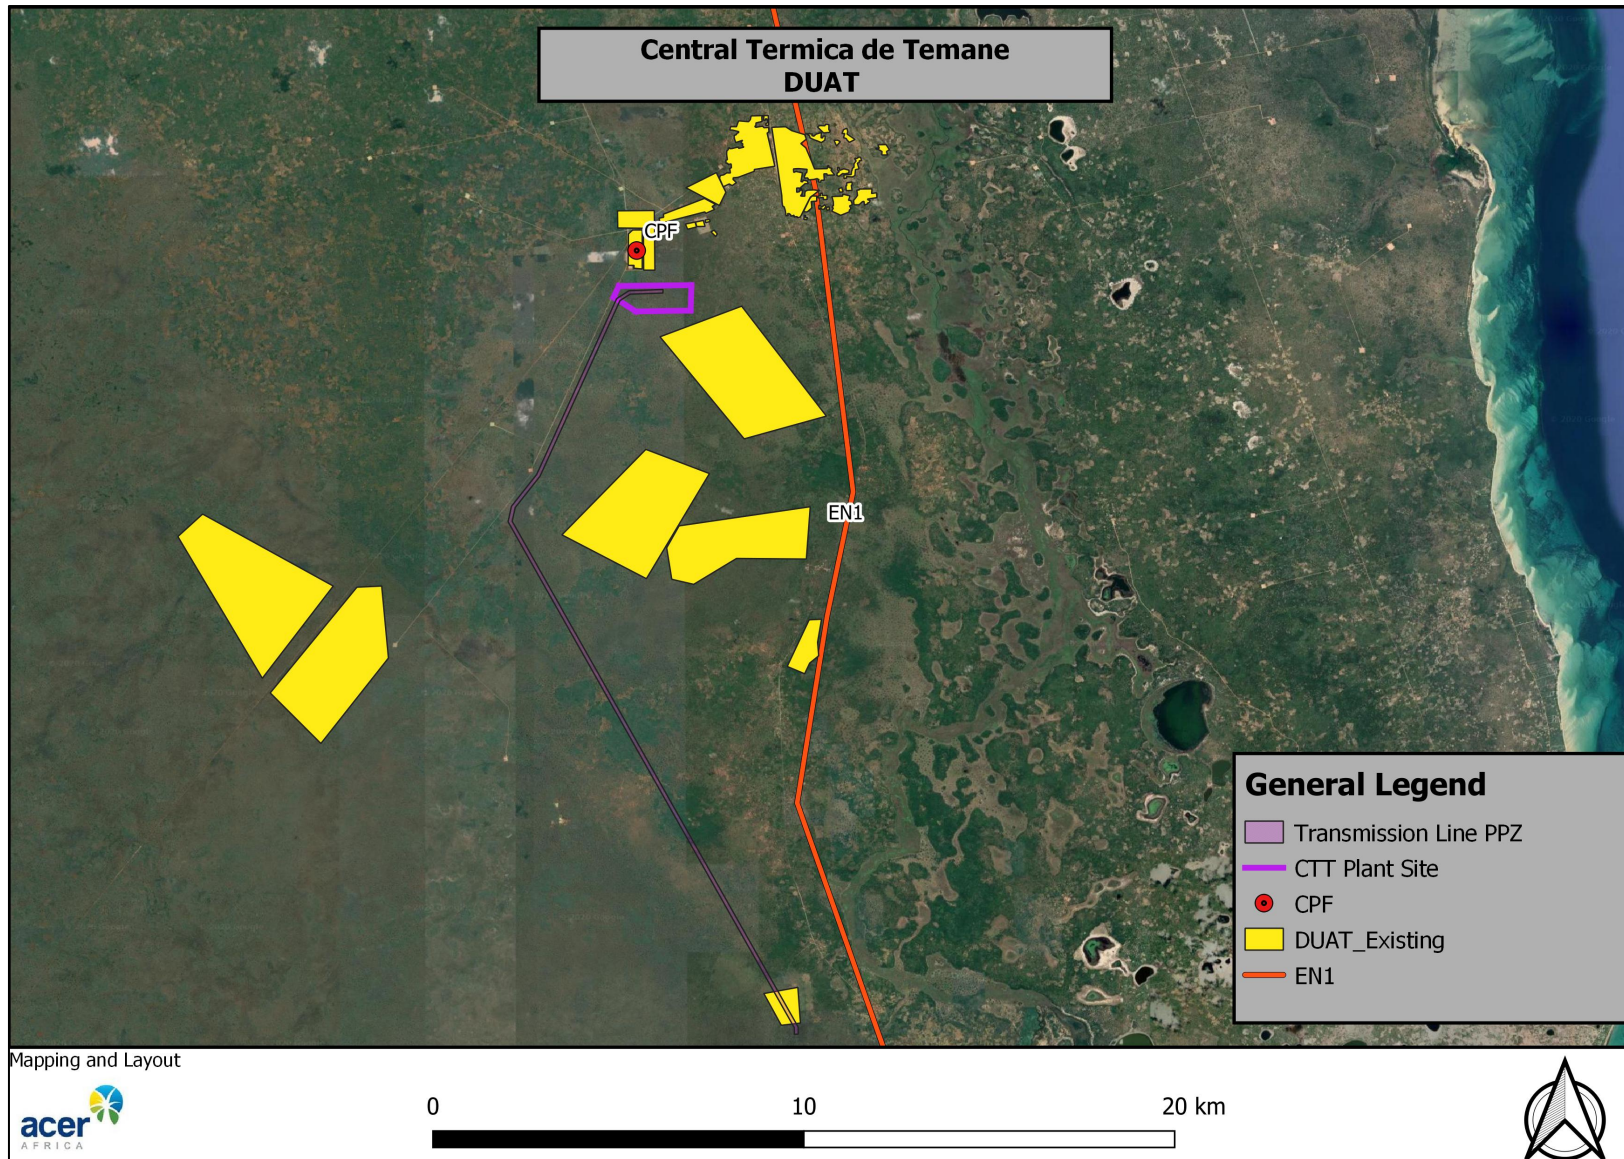 Central Termica de Temane
DUAT
CPF
EN1
General Legend
Transmission Line PPZ
CTT Plant Site
CPF
DUAT_Existing
EN1
Mapping and Layout
acer
AFRICA
0 10 20 km